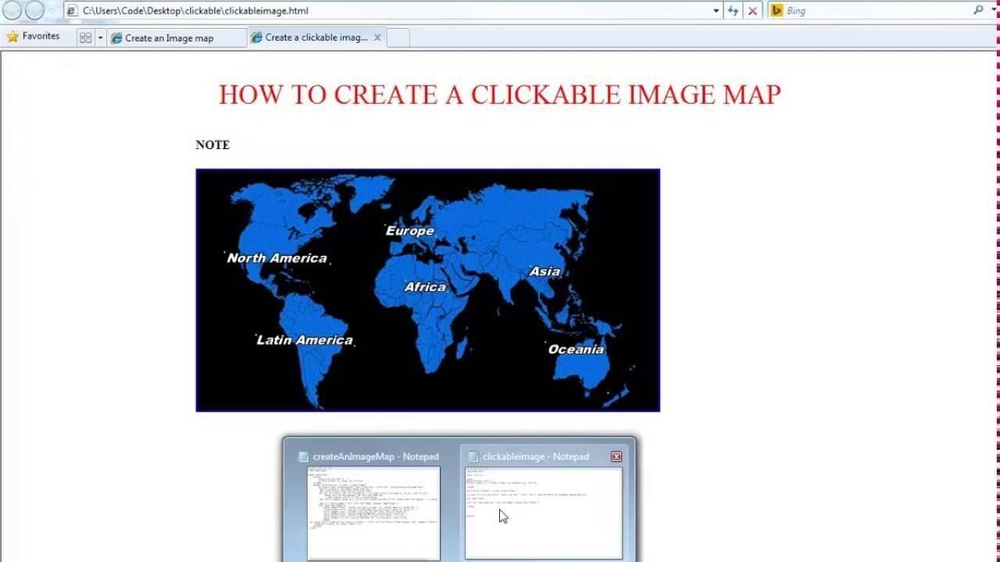 C:\Users\Code\Desktop\clickable\clickableimage.html
Bing
Favorites
Create an Image map
Create a clickable imag...
HOW TO CREATE A CLICKABLE IMAGE MAP
NOTE
Europe
North America
Asia
Africa
Latin America
Oceania
createAnImageMap - Notepad
clickableimage - Notepad